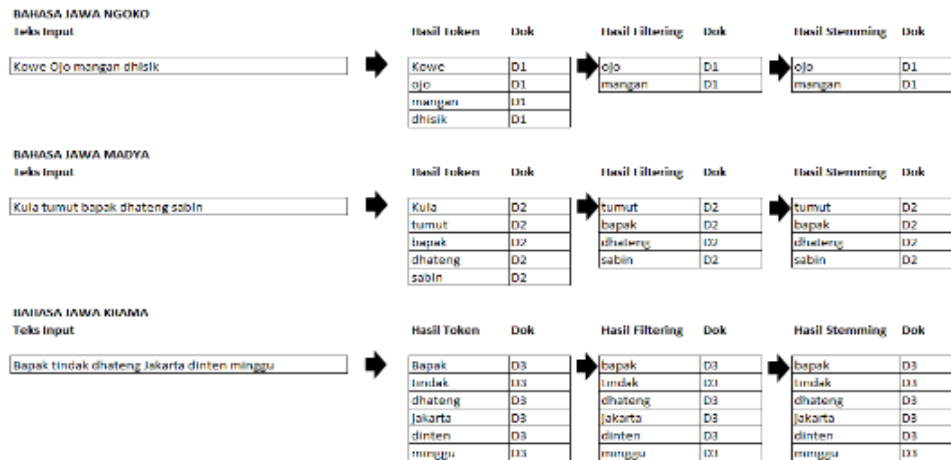 BAHASA JAWA NGOKO
Teks Input Hasil Token Dok Hasil Filtering Dok Hasil Stemming Dok
Kowe Ojo mangan dhisik Kowe D1 ojo D1 ojo D1
ojo D1 mangan D1 mangan D1
mangan D1
dhisik D1
BAHASA JAWA MADYA
Teks Input Hasil Token Dok Hasil Filtering Dok Hasil Stemming Dok
Kula tumut bapak dhateng sabin Kula D2 tumut D2 tumut D2
tumut D2 bapak D2 bapak D2
bapak D2 dhateng D2 dhateng D2
dhateng D2 sabin D2 sabin D2
sabin D2
BAHASA JAWA KRAMA
Teks Input Hasil Token Dok Hasil Filtering Dok Hasil Stemming Dok
Bapak tindak dhateng Jakarta dinten minggu Bapak D3 bapak D3 bapak D3
tindak D3 tindak D3 tindak D3
dhateng D3 dhateng D3 dhateng D3
Jakarta D3 Jakarta D3 Jakarta D3
dinten D3 dinten D3 dinten D3
minggu D3 minggu D3 minggu D3